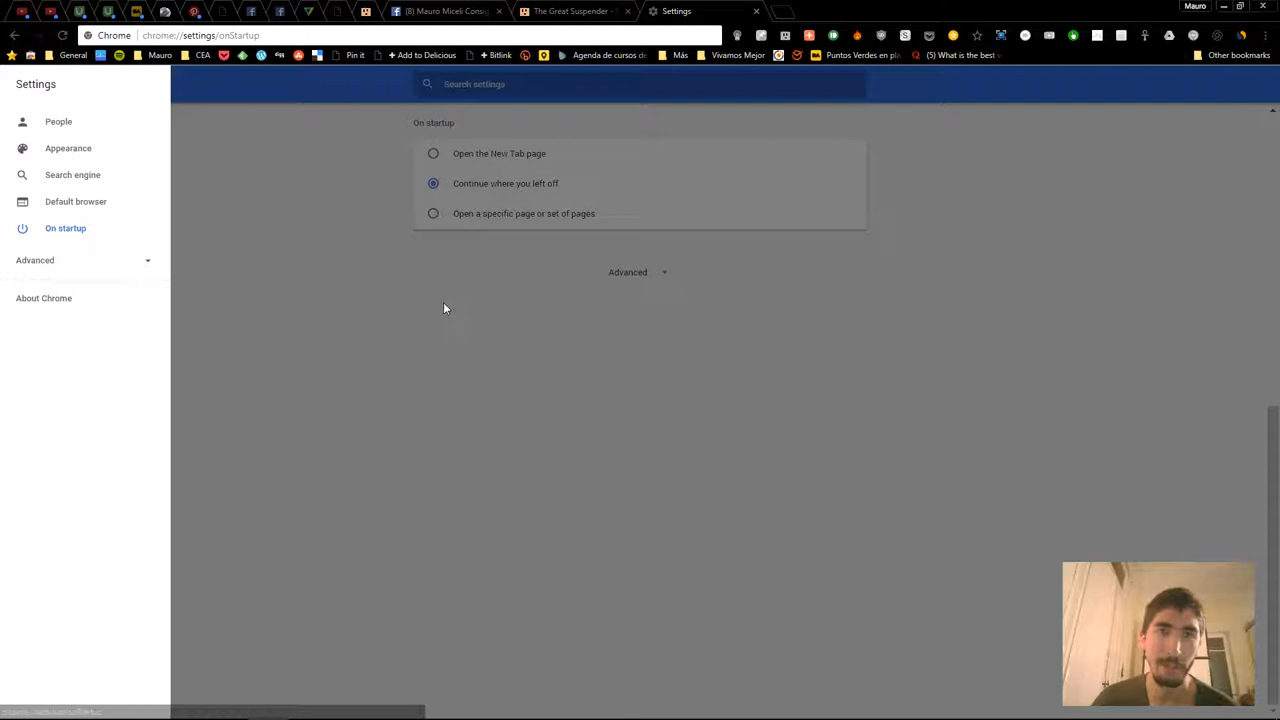 (8) Mauro Miceli Consig
The Great Suspender -
Settings
Mauro
Chrome
chrome://settings/onStartup
General
Mauro
CEA
Pin it
+ Add to Delicious
+ Bitlink
Agenda de cursos de
Más
Vivamos Mejor
Puntos Verdes en pla
(5) What is the best v
Other bookmarks
Settings
Search settings
People
Appearance
Search engine
Default browser
On startup
Advanced
About Chrome
On startup
Open the New Tab page
Continue where you left off
Open a specific page or set of pages
Advanced